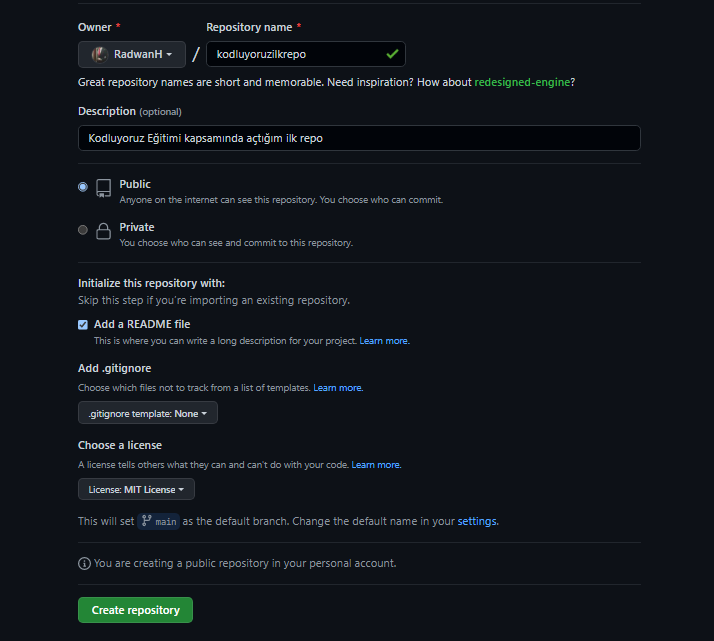 Owner * Repository name *
RadwanH / kodluyoruzilkrepo
Great repository names are short and memorable. Need inspiration? How about redesigned-engine?
Description (optional)
Kodluyoruz Eğitimi kapsamında açtığım ilk repo
Public
Anyone on the internet can see this repository. You choose who can commit.
Private
You choose who can see and commit to this repository.
Initialize this repository with:
Skip this step if you're importing an existing repository.
Add a README file
This is where you can write a long description for your project. Learn more.
Add .gitignore
Choose which files not to track from a list of templates. Learn more.
.gitignore template: None
Choose a license
A license tells others what they can and can't do with your code. Learn more.
License: MIT License
This will set main as the default branch. Change the default name in your settings.
You are creating a public repository in your personal account.
Create repository